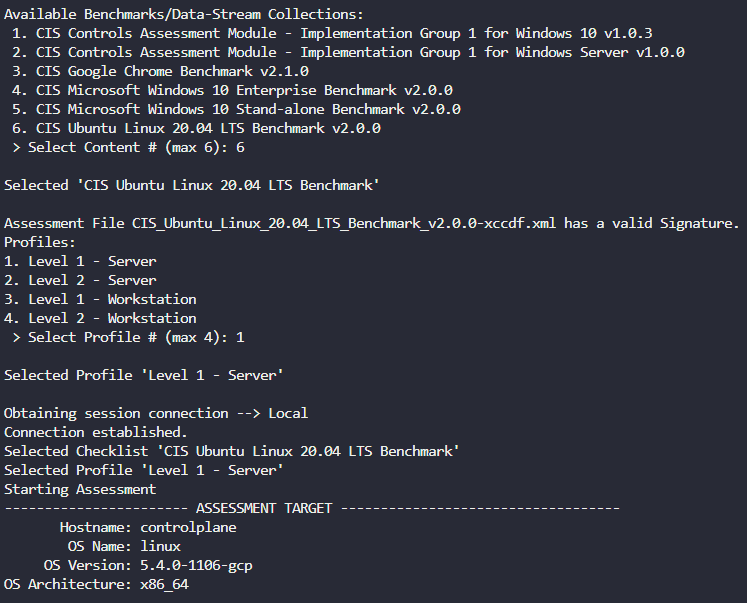 Available Benchmarks/Data-Stream Collections:
1. CIS Controls Assessment Module - Implementation Group 1 for Windows 10 v1.0.3
2. CIS Controls Assessment Module - Implementation Group 1 for Windows Server v1.0.0
3. CIS Google Chrome Benchmark v2.1.0
4. CIS Microsoft Windows 10 Enterprise Benchmark v2.0.0
5. CIS Microsoft Windows 10 Stand-alone Benchmark v2.0.0
6. CIS Ubuntu Linux 20.04 LTS Benchmark v2.0.0
> Select Content # (max 6): 6
Selected 'CIS Ubuntu Linux 20.04 LTS Benchmark'
Assessment File CIS_Ubuntu_Linux_20.04_LTS_Benchmark_v2.0.0-xccdf.xml has a valid Signature.
Profiles:
1. Level 1 - Server
2. Level 2 - Server
3. Level 1 - Workstation
4. Level 2 - Workstation
> Select Profile # (max 4): 1
Selected Profile 'Level 1 - Server'
Obtaining session connection --> Local
Connection established.
Selected Checklist 'CIS Ubuntu Linux 20.04 LTS Benchmark'
Selected Profile 'Level 1 - Server'
Starting Assessment
----------------------- ASSESSMENT TARGET -----------------------------------
Hostname: controlplane
OS Name: linux
OS Version: 5.4.0-1106-gcp
OS Architecture: x86_64